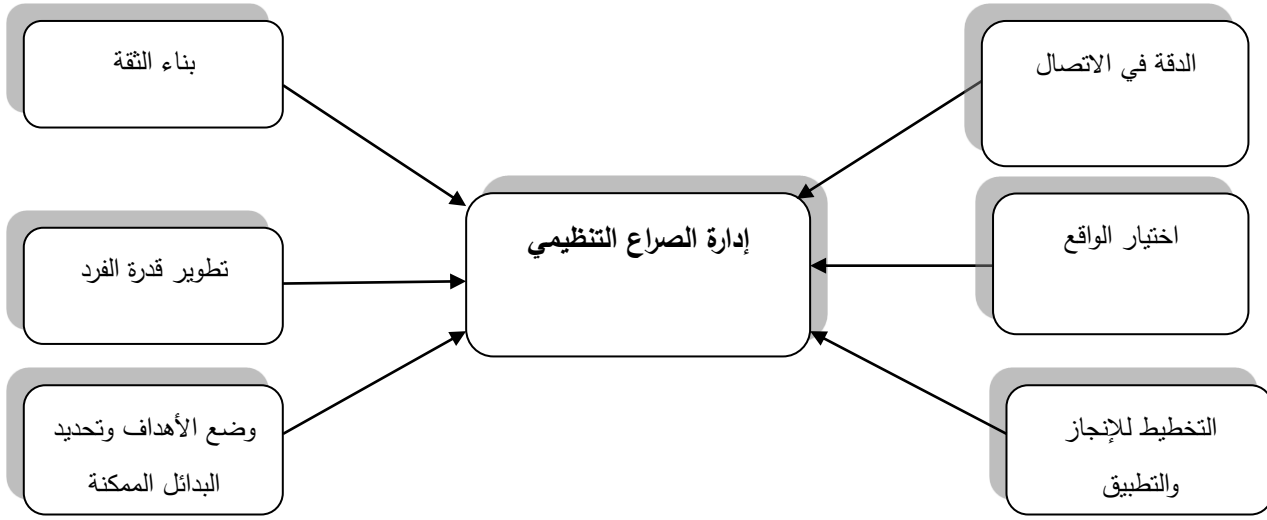 الدقة في الاتصال
بناء الثقة
إدارة الصراع التنظيمي
اختيار الواقع
تطوير قدرة الفرد
التخطيط للإنجاز
والتطبيق
وضع الأهداف وتحديد
البدائل الممكنة